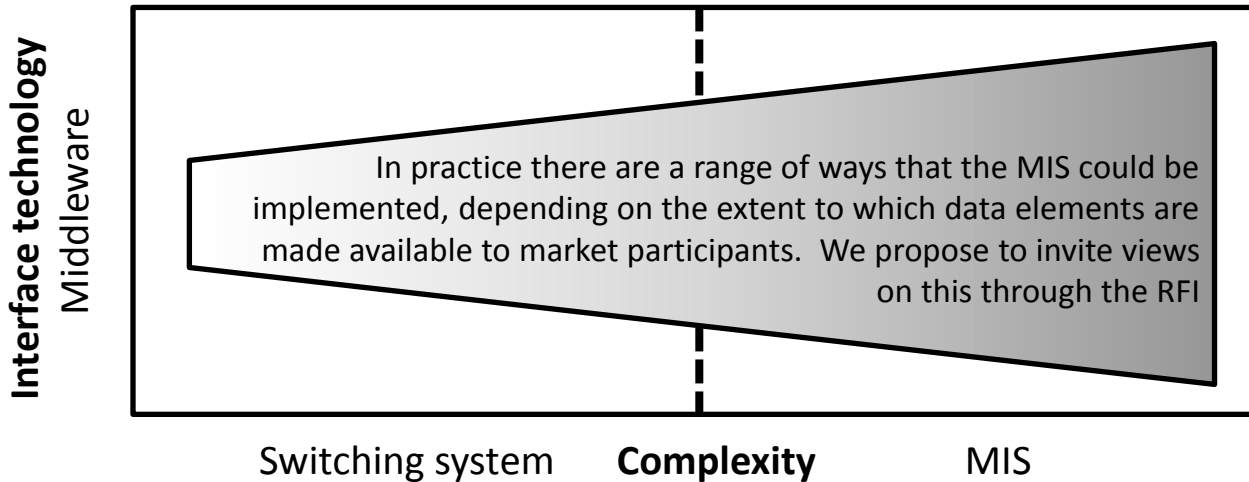 Interface technology
Middleware
In practice there are a range of ways that the MIS could be
implemented, depending on the extent to which data elements are
made available to market participants.  We propose to invite views
on this through the RFI
Switching system Complexity MIS